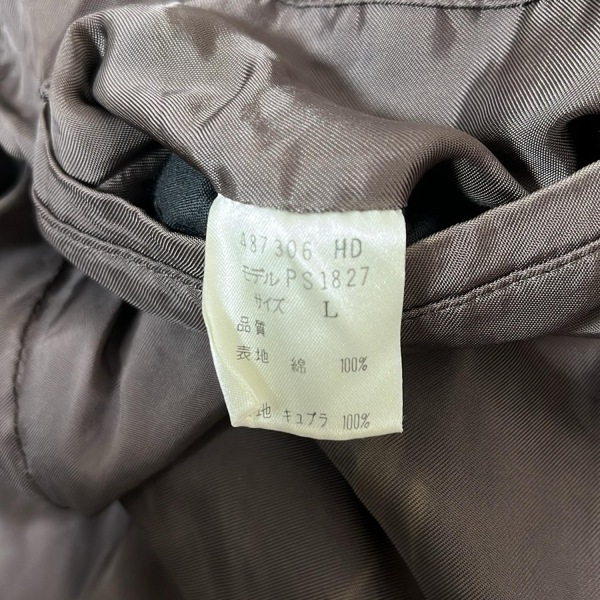 487306 HD
モデル PS1827
サイズ L
品質
表地 綿 100%
地 キュプラ 100%